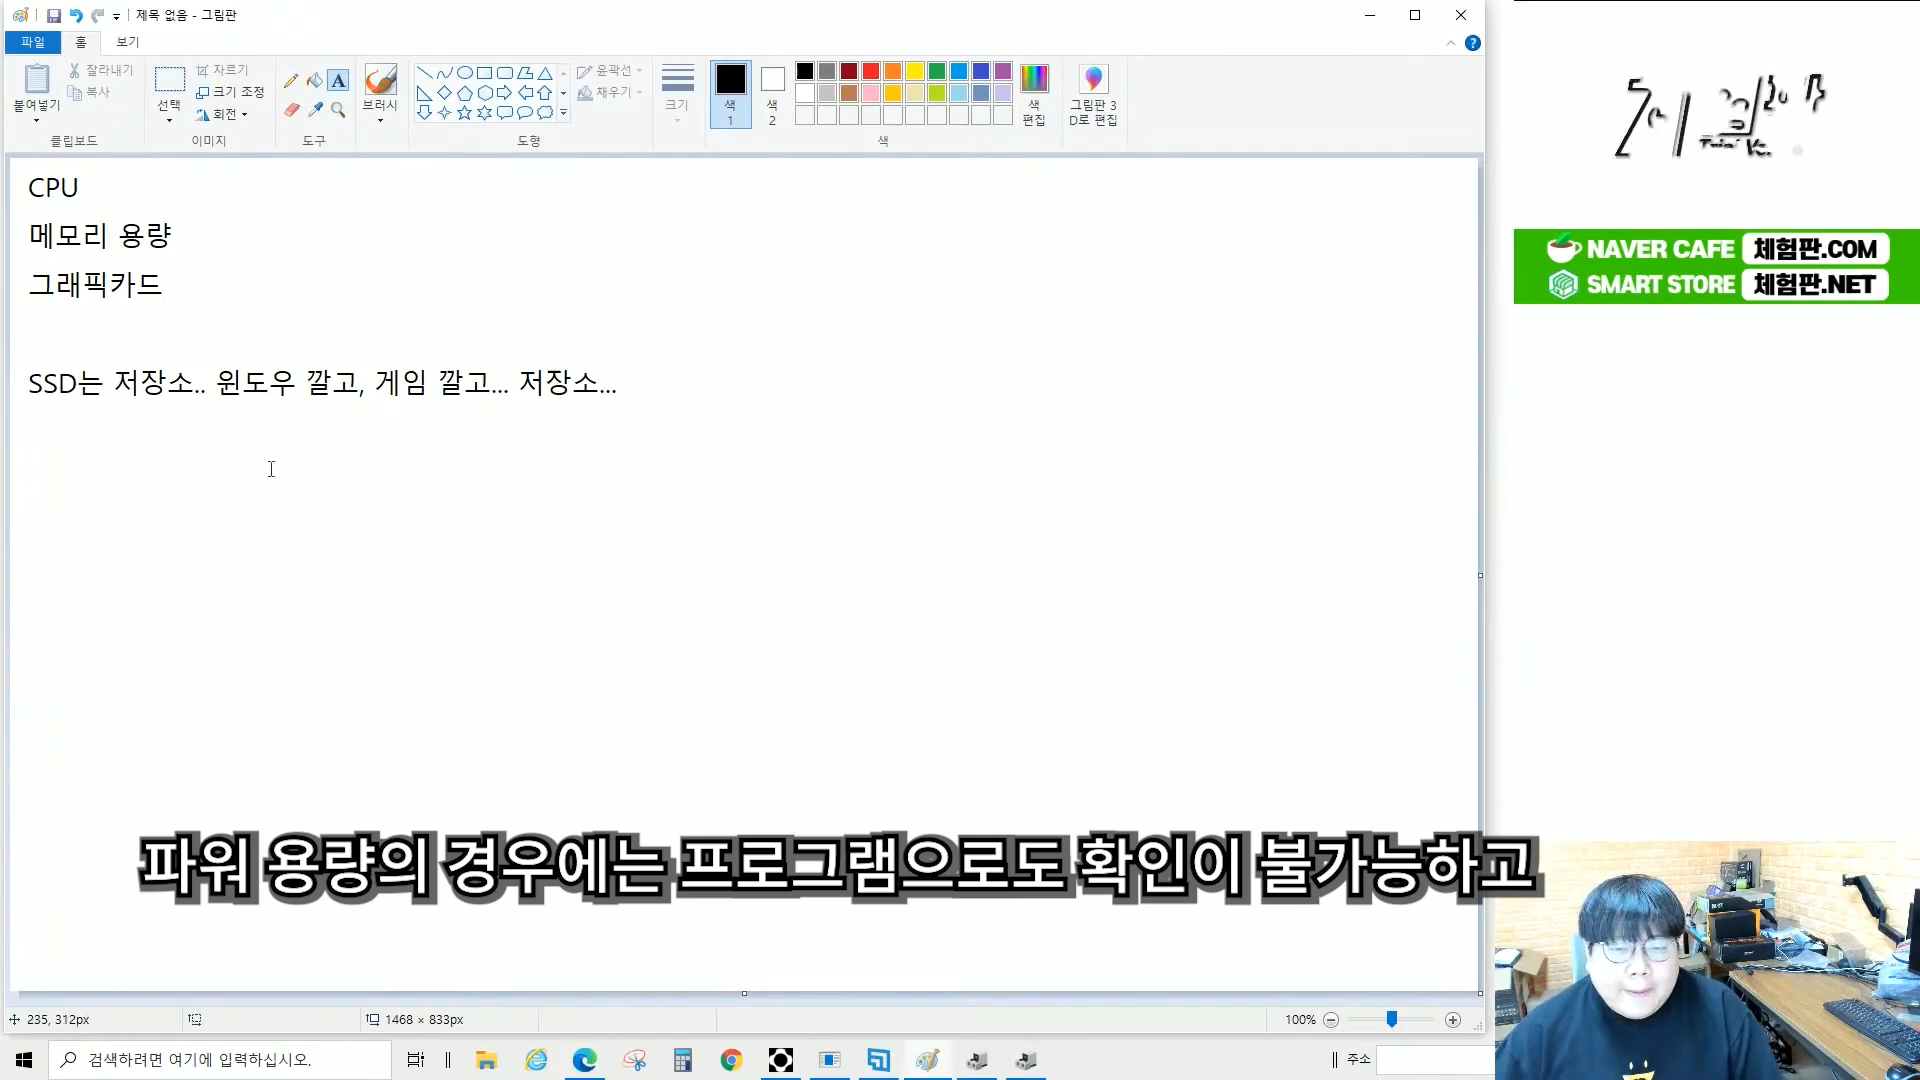 제목 없음 - 그림판
파일 홈 보기
붙여넣기
잘라내기
복사
클립보드
선택
자르기
크기 조정
회전
이미지
도구
브러시
윤곽선
채우기
도형
크기
색
1
색
2
색
편집
그림판 3
D로 편집
색
CPU
메모리 용량
그래픽카드
SSD는 저장소.. 윈도우 깔고, 게임 깔고... 저장소...
NAVER CAFE 체험판.COM
SMART STORE 체험판.NET
파워 용량의 경우에는 프로그램으로도 확인이 불가능하고
235, 312px
1468 × 833px
100%
검색하려면 여기에 입력하십시오.
주소